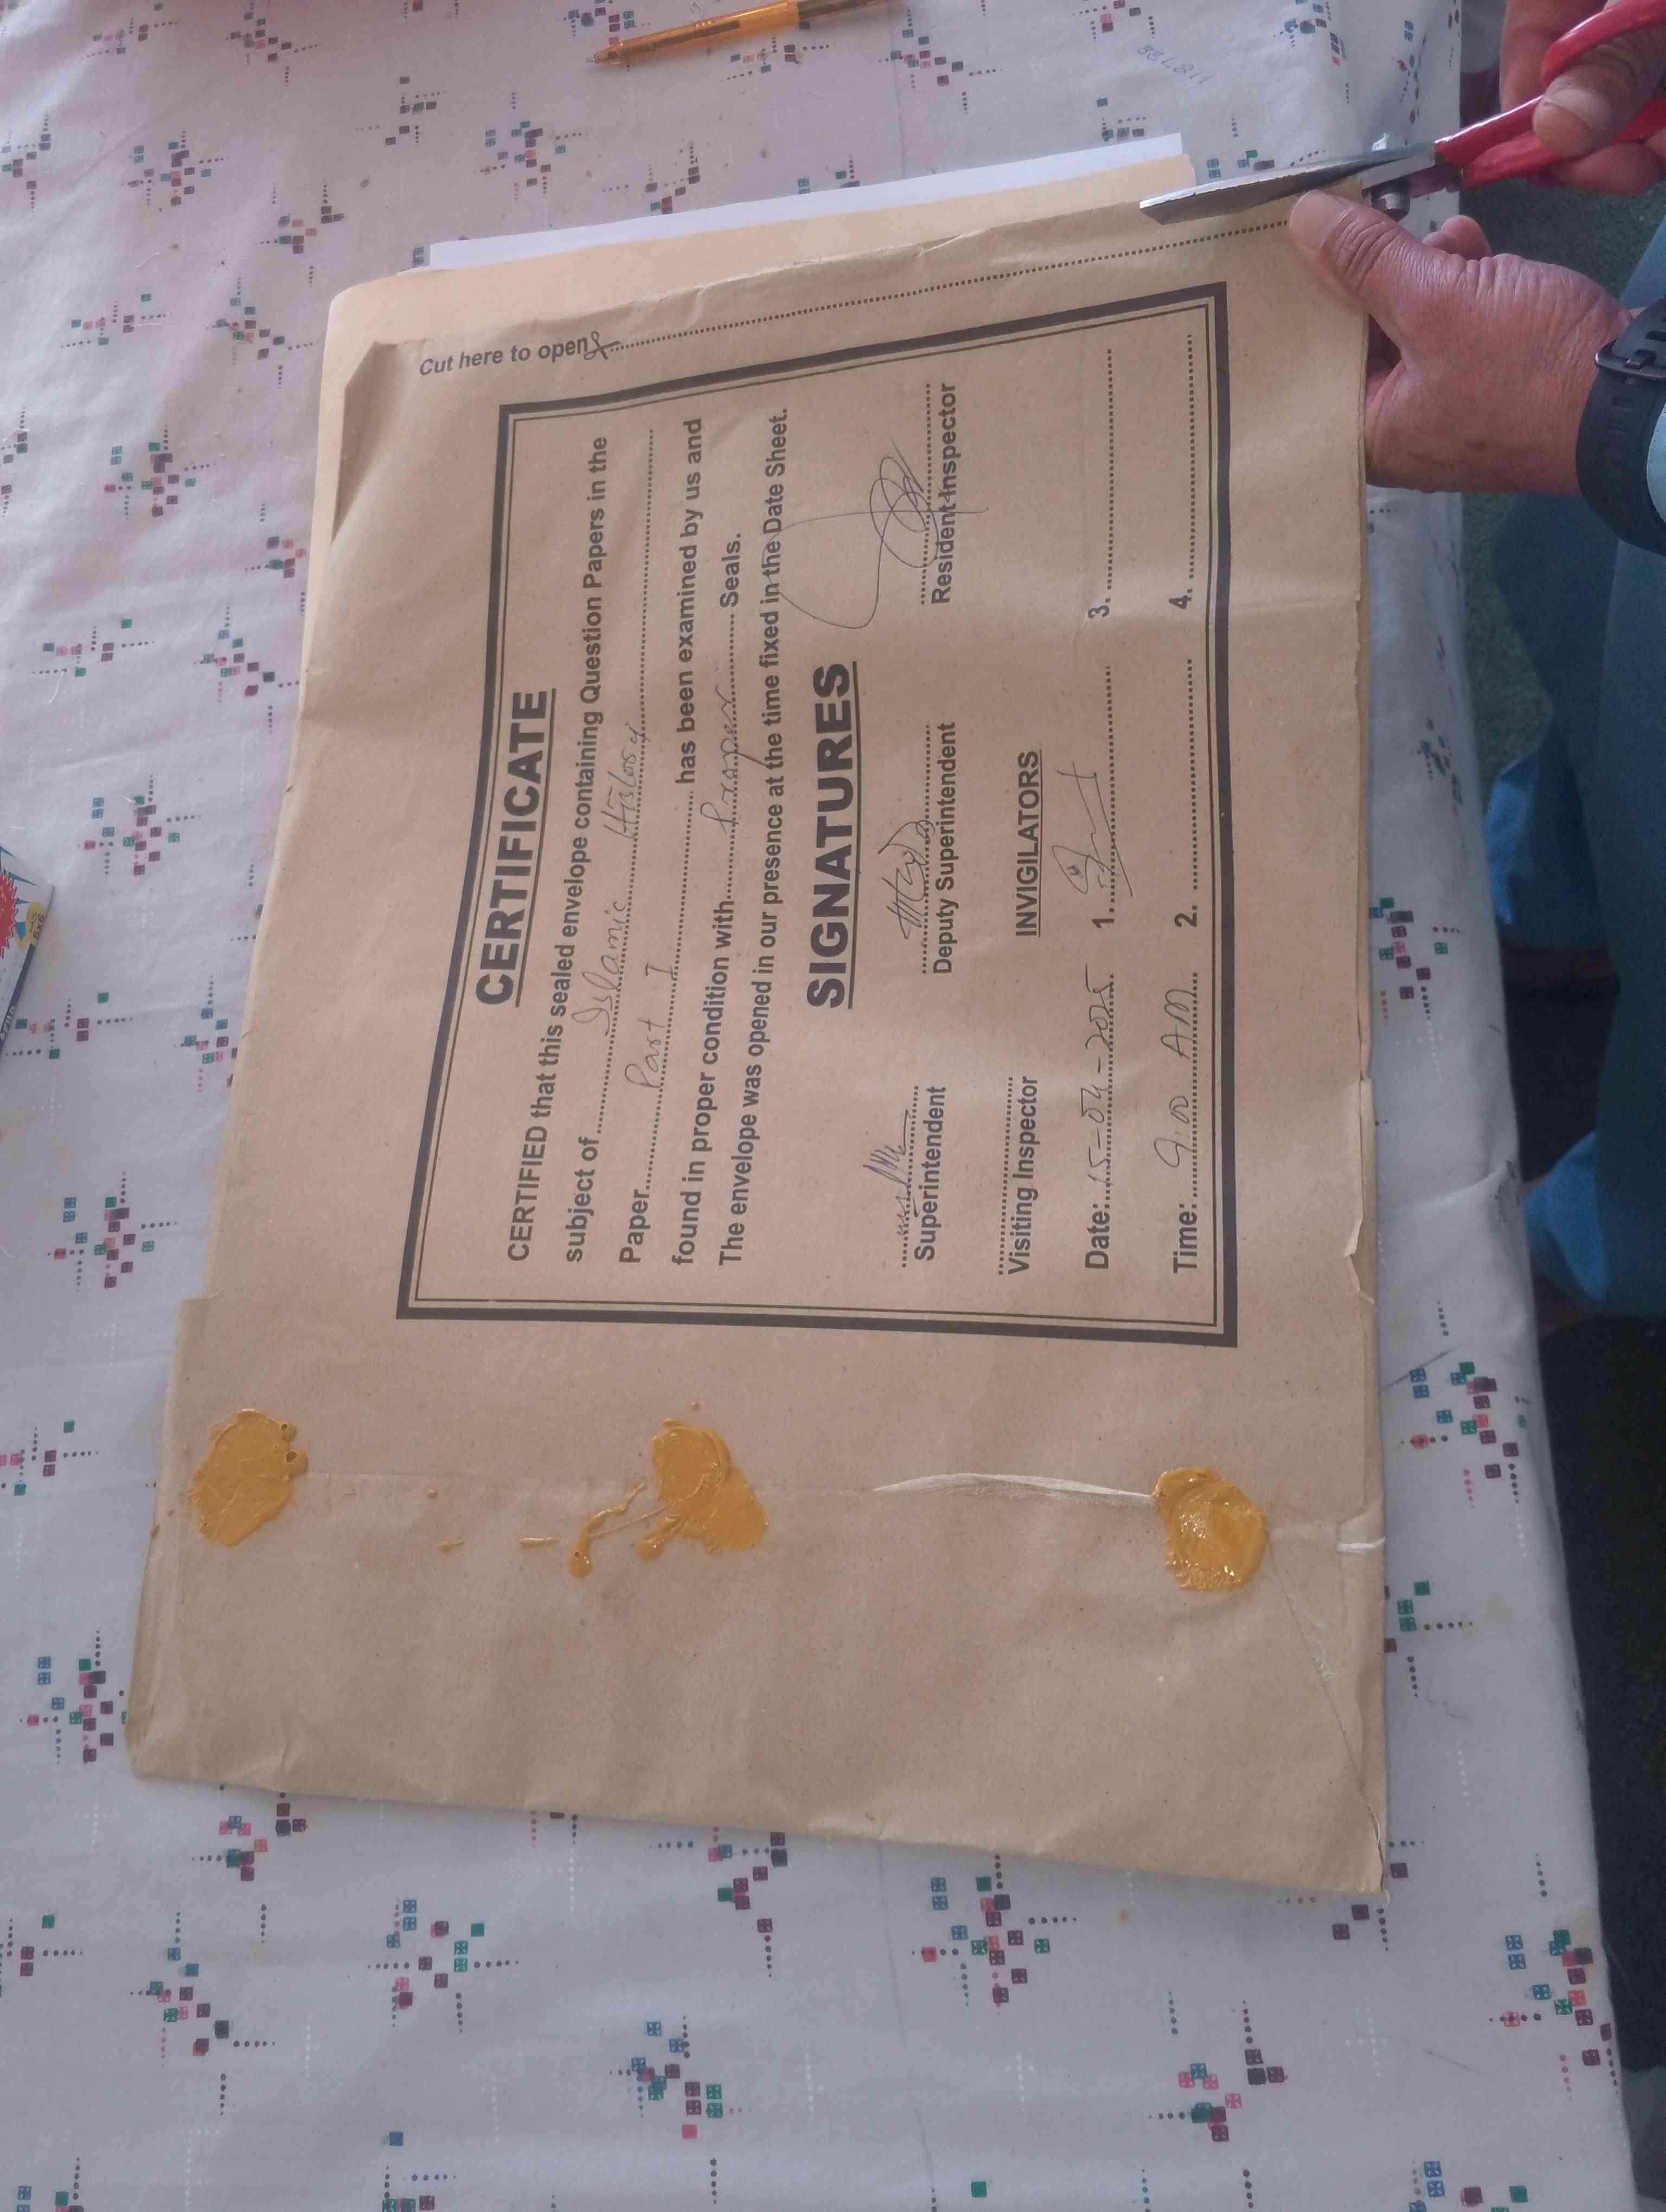 Cut here to open
CERTIFICATE
CERTIFIED that this sealed envelope containing Question Papers in the
subject of Islamic History
Paper Part I has been examined by us and
found in proper condition with Proper Seals.
The envelope was opened in our presence at the time fixed in the Date Sheet.
SIGNATURES
Superintendent Deputy Superintendent Resident Inspector
Visiting Inspector INVIGILATORS
Date: 15-04-2025 1. 3.
Time: 9:00 AM 2. 4.